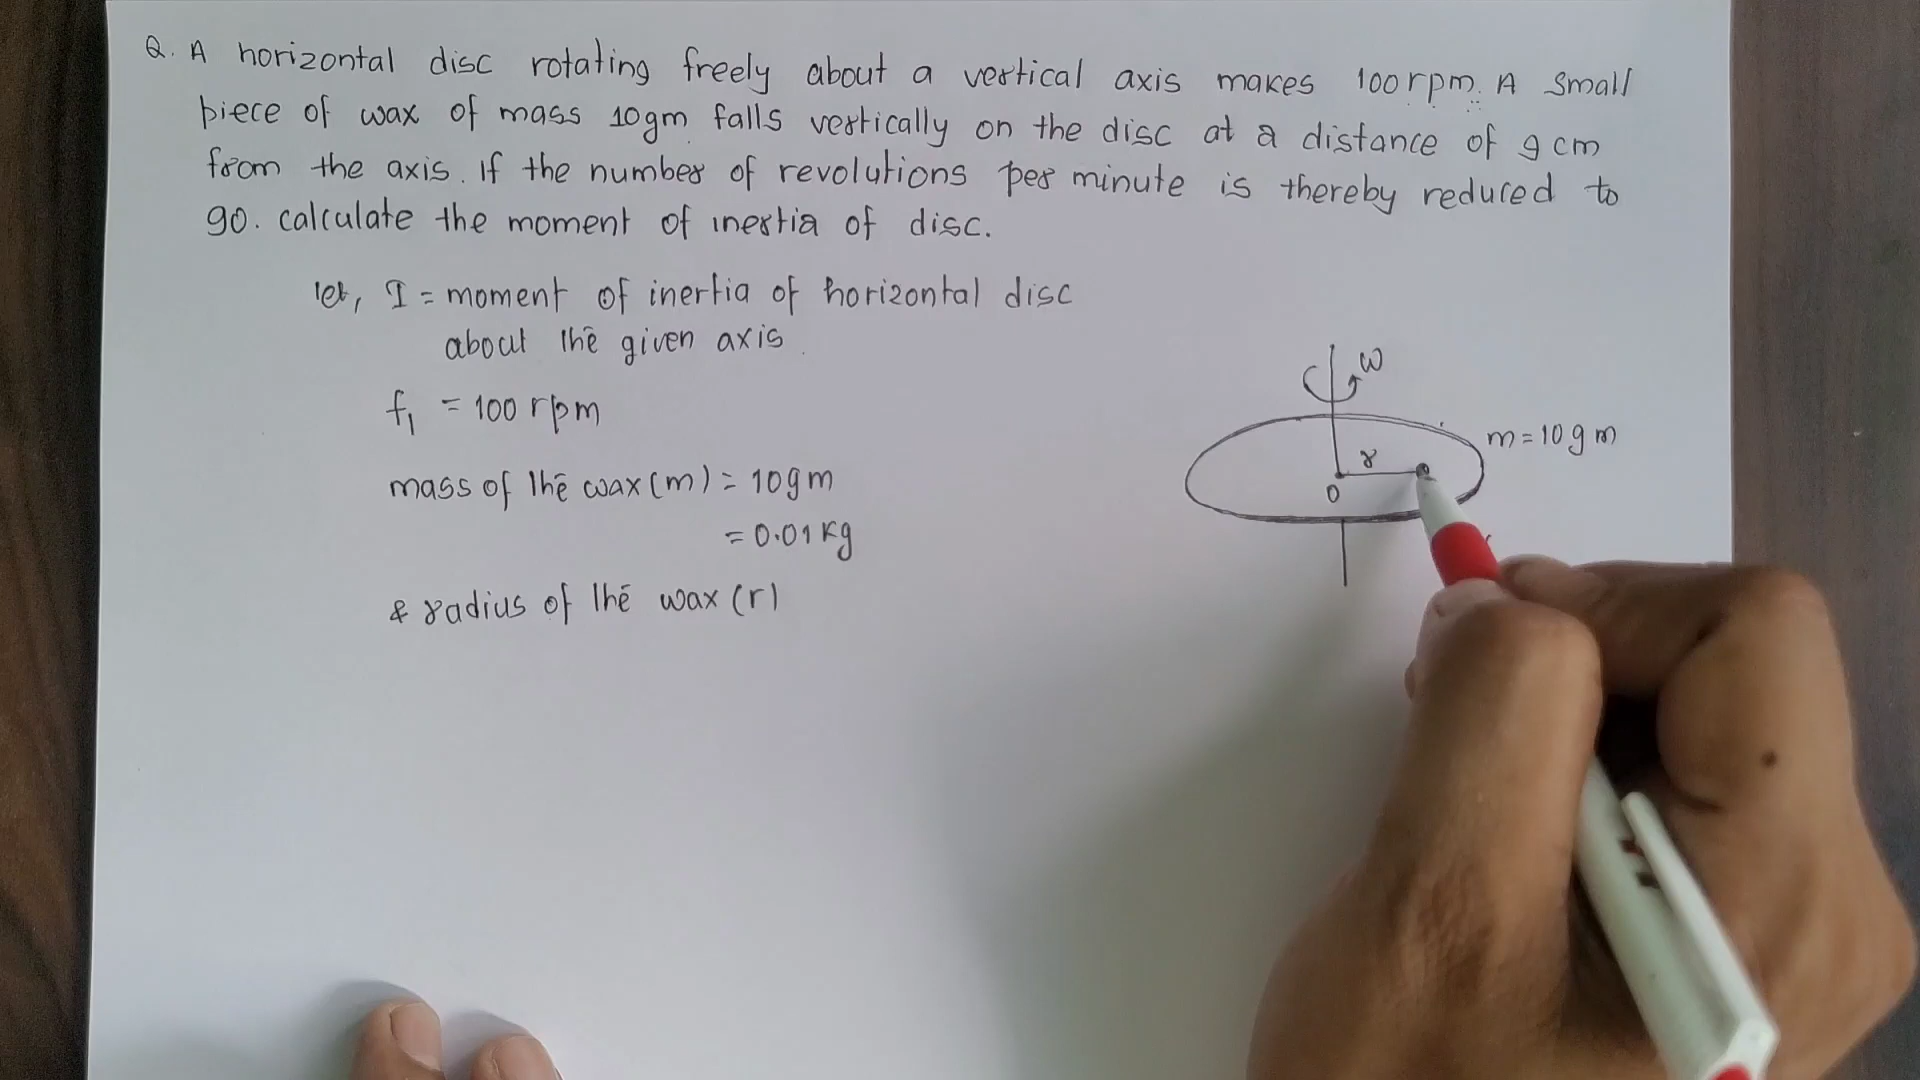 Q. A horizontal disc rotating freely about a vertical axis makes 100 rpm. A small
piece of wax of mass 10gm falls vertically on the disc at a distance of 9 cm
from the axis. If the number of revolutions per minute is thereby reduced to
90. calculate the moment of inertia of disc.
let, I = moment of inertia of horizontal disc
about the given axis
ω
f₁ = 100 rpm
m = 10 gm
r
mass of the wax (m) = 10gm
O
= 0.01 kg
& radius of the wax (r)